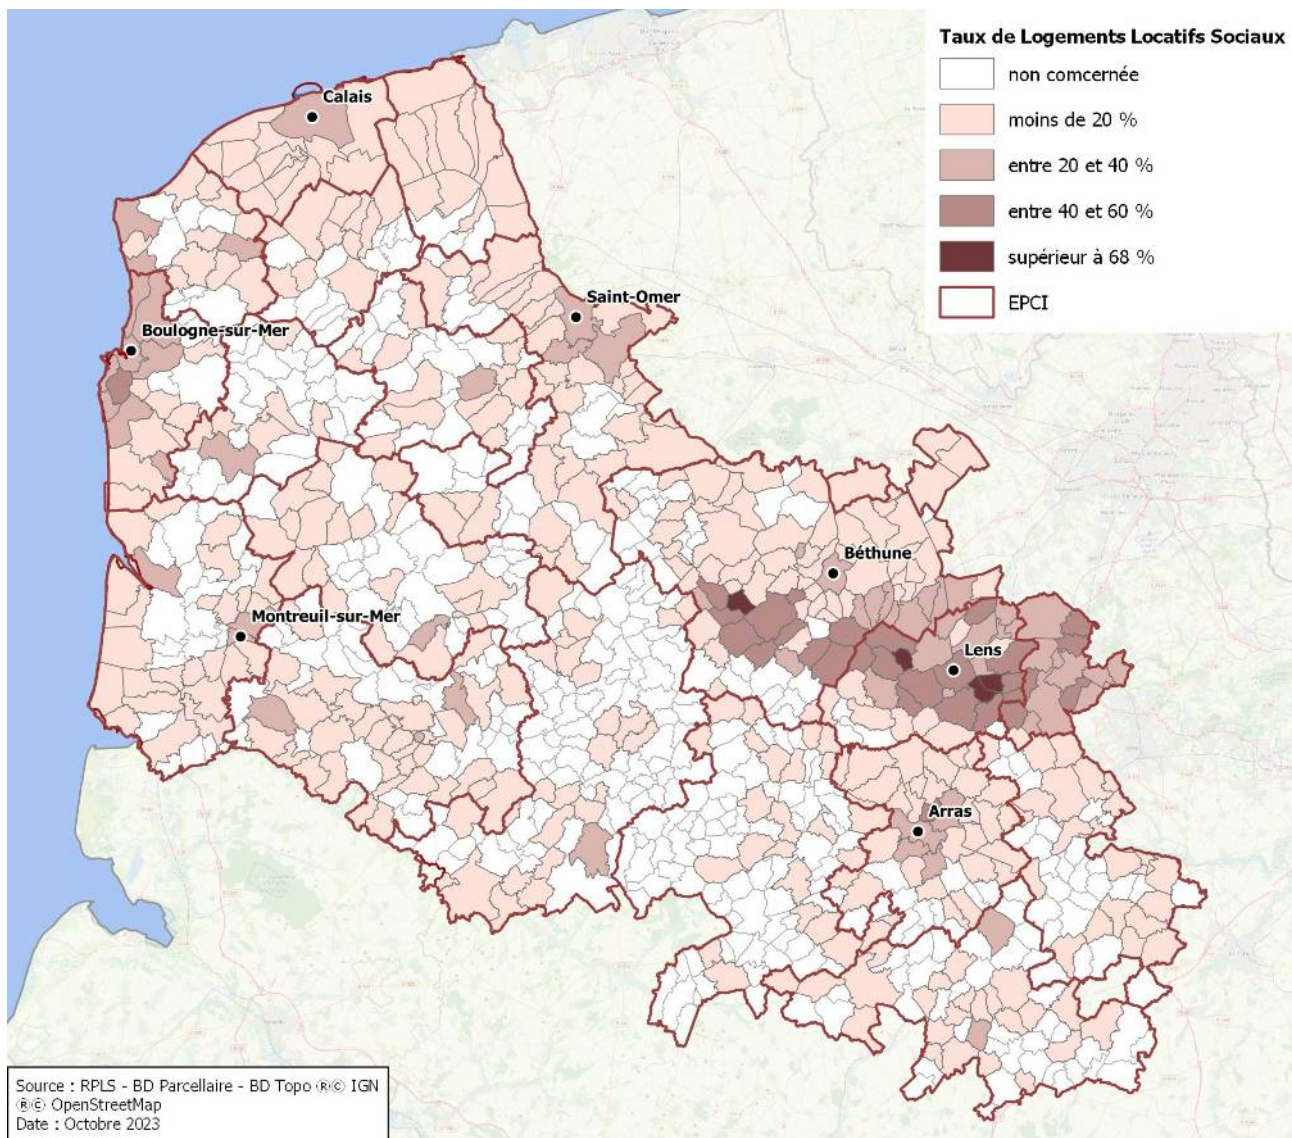 Taux de Logements Locatifs Sociaux
non comcernée
moins de 20 %
entre 20 et 40 %
entre 40 et 60 %
supérieur à 68 %
EPCI
Calais
Saint-Omer
Boulogne-sur-Mer
Béthune
Montreuil-sur-Mer
Lens
Arras
Source : RPLS - BD Parcellaire - BD Topo ®© IGN
®© OpenStreetMap
Date : Octobre 2023